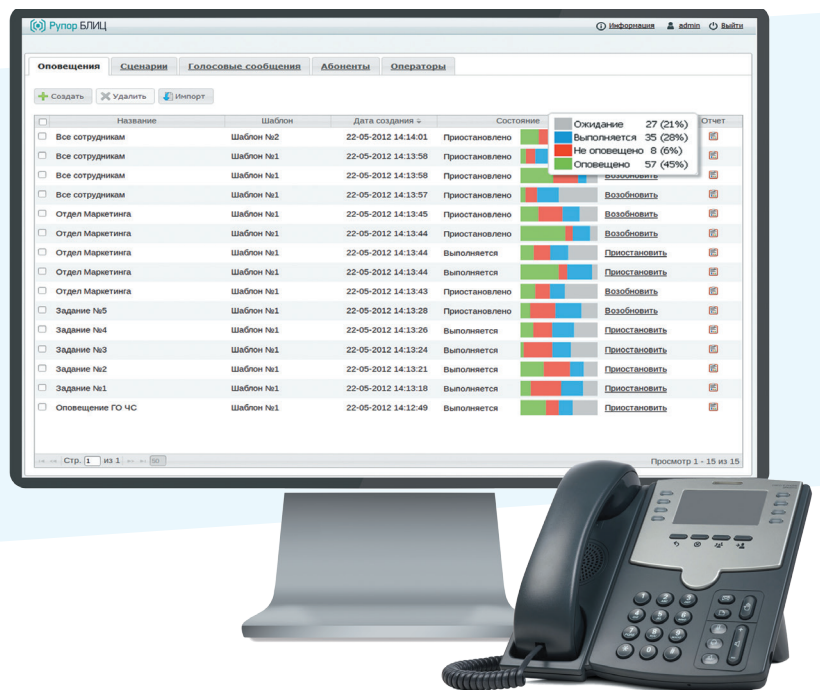 Рупор БЛИЦ Информация admin Выйти
Оповещения Сценарии Голосовые сообщения Абоненты Операторы
Создать Удалить Импорт
Название Шаблон Дата создания Состояние Отчет
Ожидание 27 (21%)
Выполняется 35 (28%)
Не оповещено 8 (6%)
Оповещено 57 (45%)
Все сотрудникам Шаблон №2 22-05-2012 14:14:01 Приостановлено
Все сотрудникам Шаблон №1 22-05-2012 14:13:58 Приостановлено
Все сотрудникам Шаблон №1 22-05-2012 14:13:58 Приостановлено Возобновить
Все сотрудникам Шаблон №1 22-05-2012 14:13:57 Приостановлено Возобновить
Отдел Маркетинга Шаблон №1 22-05-2012 14:13:45 Приостановлено Возобновить
Отдел Маркетинга Шаблон №1 22-05-2012 14:13:44 Приостановлено Возобновить
Отдел Маркетинга Шаблон №1 22-05-2012 14:13:44 Выполняется Приостановить
Отдел Маркетинга Шаблон №1 22-05-2012 14:13:44 Выполняется Приостановить
Отдел Маркетинга Шаблон №1 22-05-2012 14:13:43 Приостановлено Возобновить
Задание №5 Шаблон №1 22-05-2012 14:13:28 Приостановлено Возобновить
Задание №4 Шаблон №1 22-05-2012 14:13:26 Выполняется Приостановить
Задание №3 Шаблон №1 22-05-2012 14:13:24 Выполняется Приостановить
Задание №2 Шаблон №1 22-05-2012 14:13:21 Выполняется Приостановить
Задание №1 Шаблон №1 22-05-2012 14:13:18 Выполняется Приостановить
Оповещение ГО ЧС Шаблон №1 22-05-2012 14:12:49 Выполняется Приостановить
Стр. 1 из 1 50 Просмотр 1 - 15 из 15
1 2 3
4 5 6
7 8 9
* 0 #